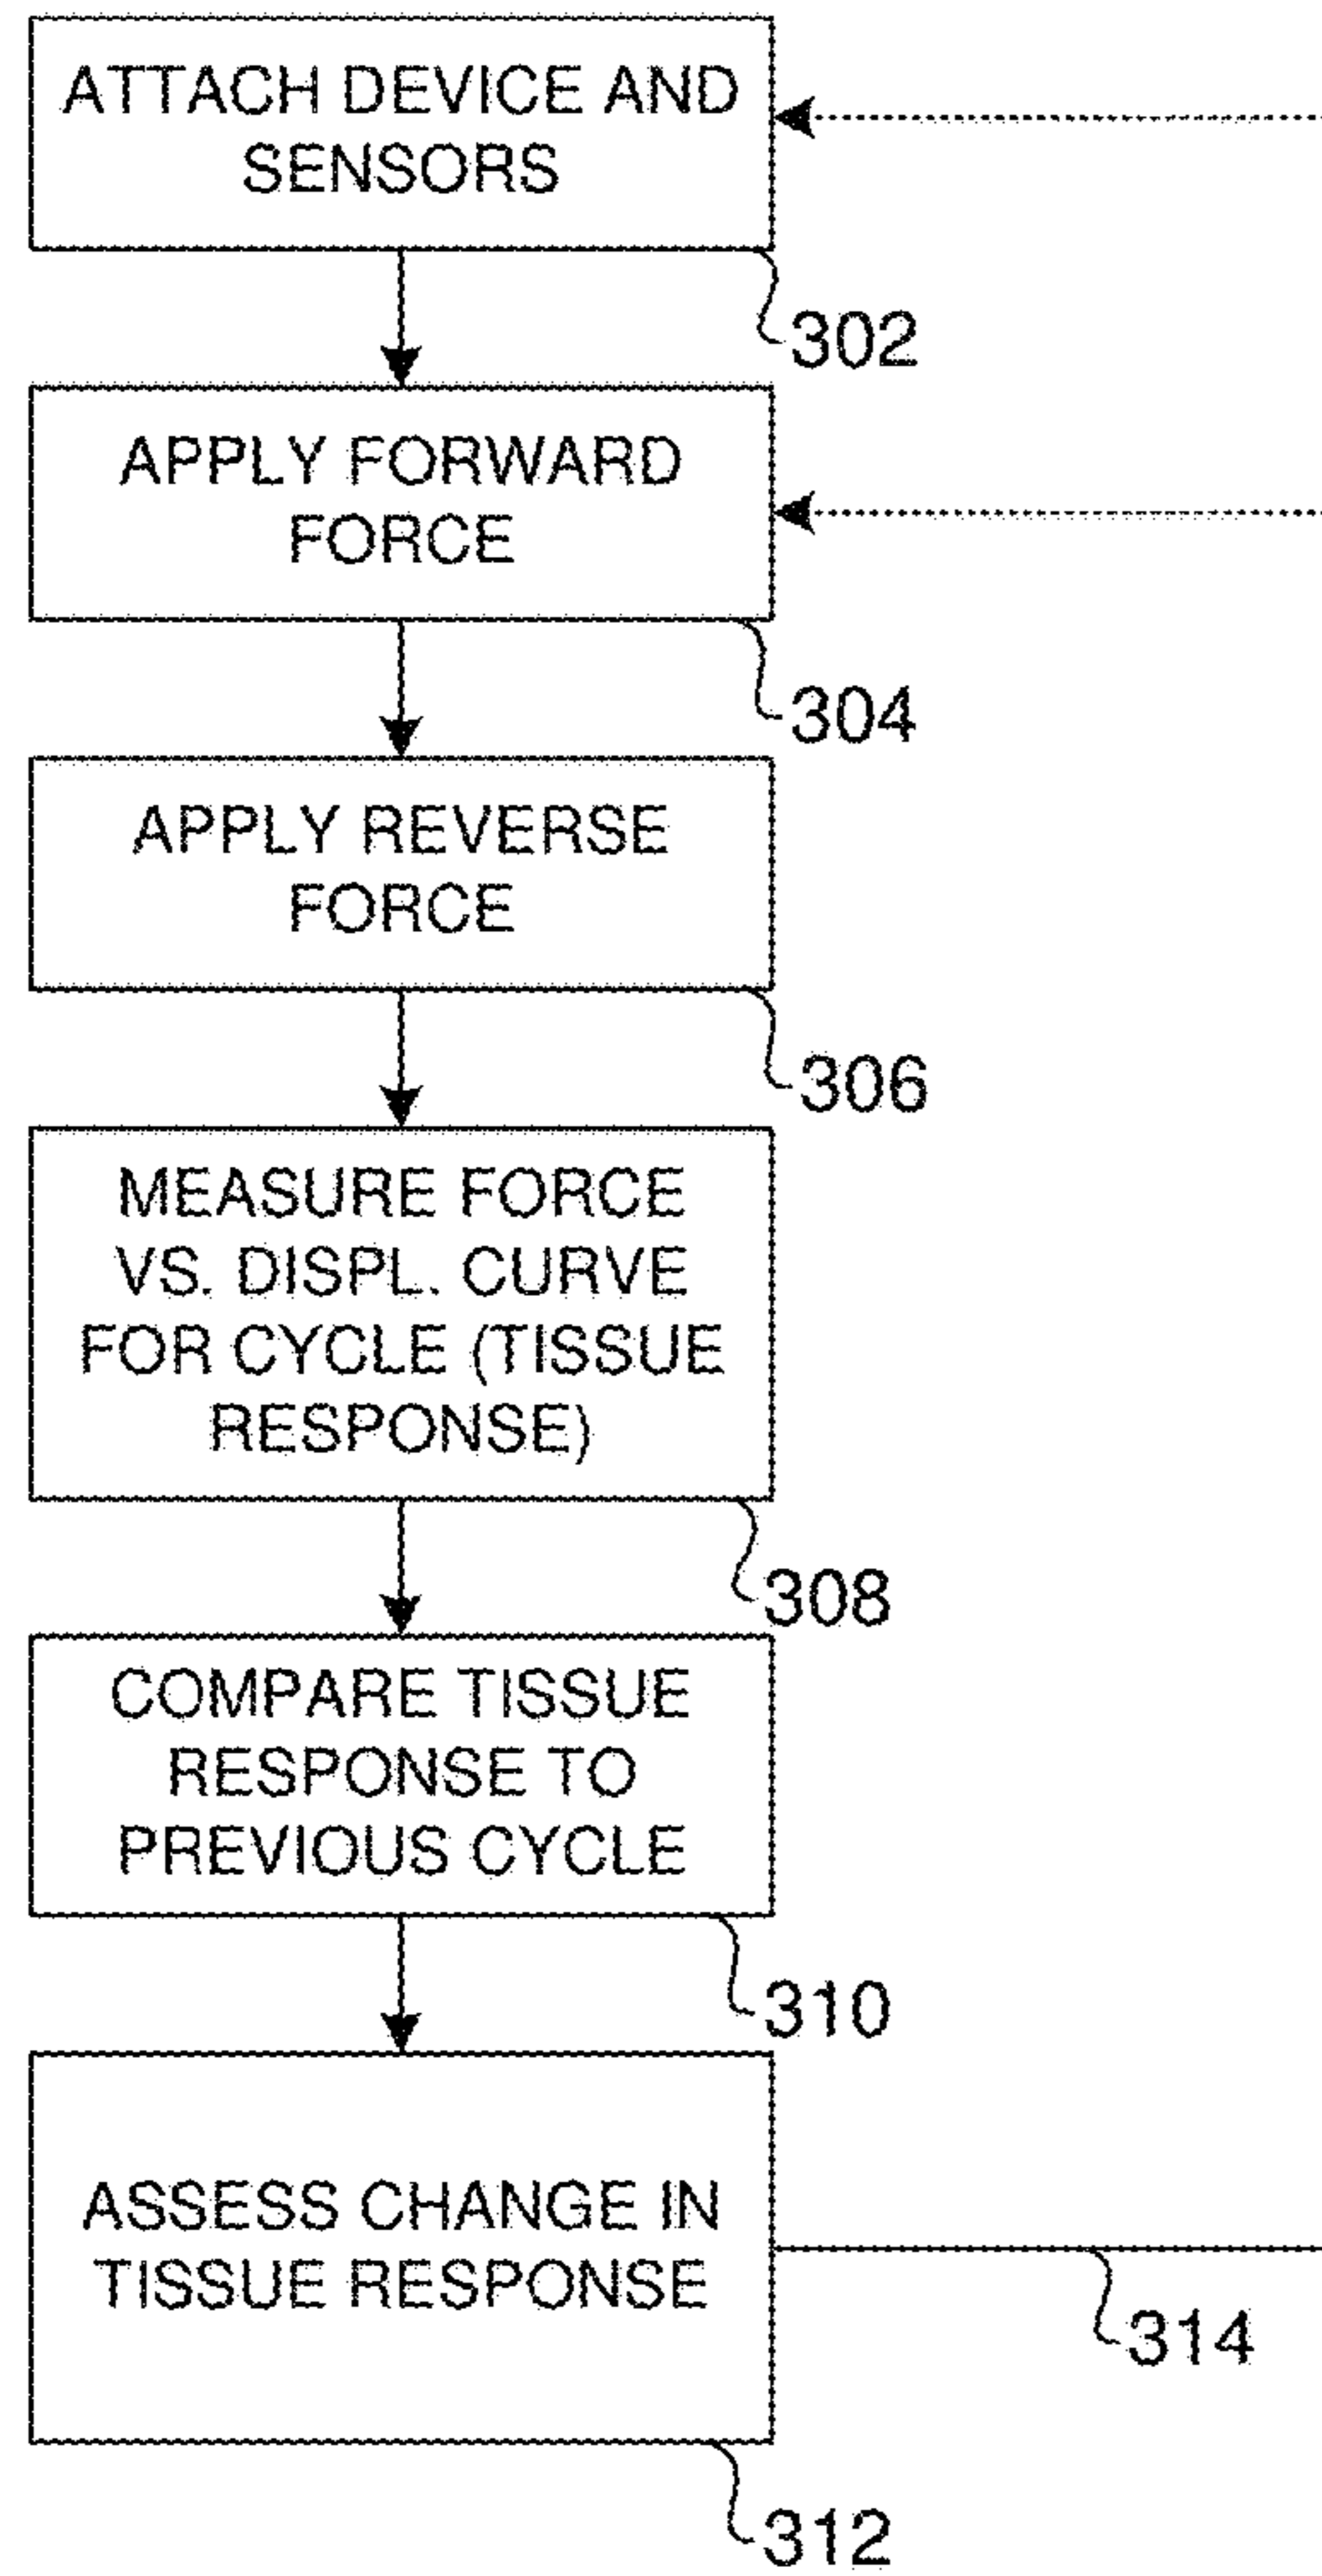 ATTACH DEVICE AND
SENSORS
302
APPLY FORWARD
FORCE
304
APPLY REVERSE
FORCE
306
MEASURE FORCE
VS. DISPL. CURVE
FOR CYCLE (TISSUE
RESPONSE)
308
COMPARE TISSUE
RESPONSE TO
PREVIOUS CYCLE
310
ASSESS CHANGE IN
TISSUE RESPONSE
314
312